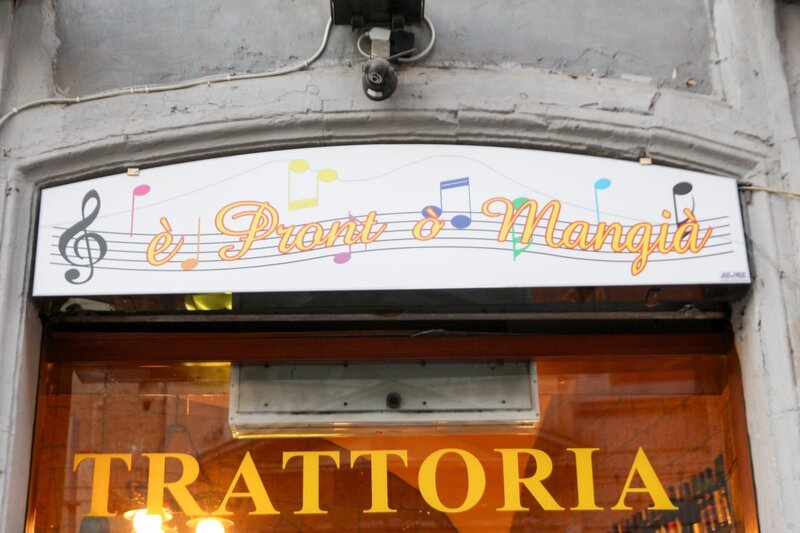 è Pront ò Mangià
TRATTORIA